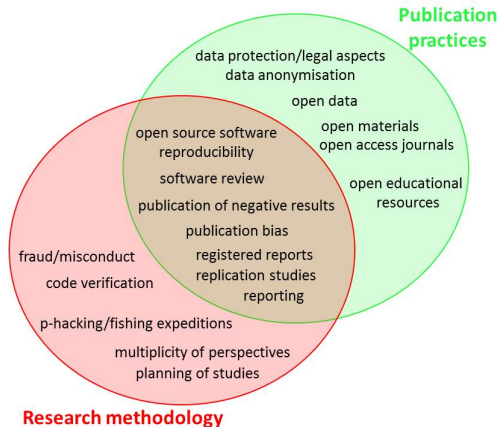 Publication
practices
data protection/legal aspects
data anonymisation
open data
open materials
open access journals
open educational
resources
open source software
reproducibility
software review
publication of negative results
publication bias
registered reports
replication studies
reporting
fraud/misconduct
code verification
p-hacking/fishing expeditions
multiplicity of perspectives
planning of studies
Research methodology